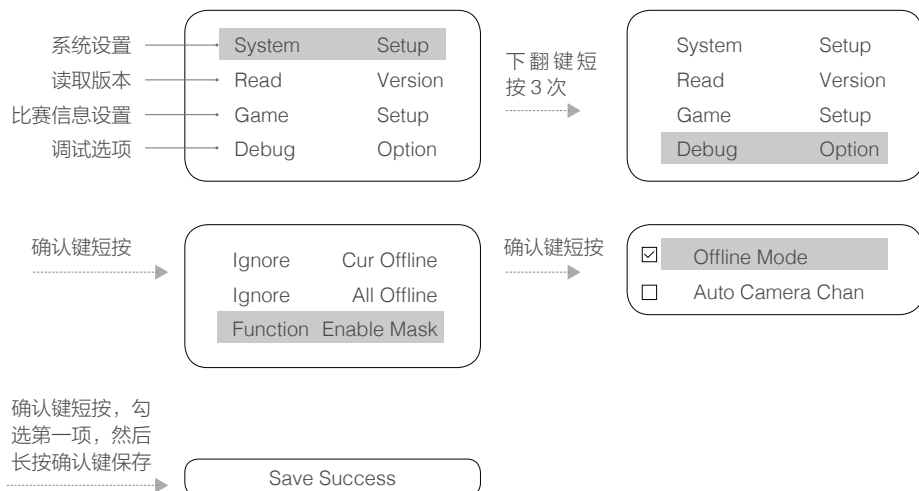 系统设置
读取版本
比赛信息设置
调试选项
System Setup
Read Version
Game Setup
Debug Option
下翻键短
按3次
System Setup
Read Version
Game Setup
Debug Option
确认键短按
Ignore Cur Offline
Ignore All Offline
Function Enable Mask
确认键短按
Offline Mode
Auto Camera Chan
确认键短按，勾
选第一项，然后
长按确认键保存
Save Success